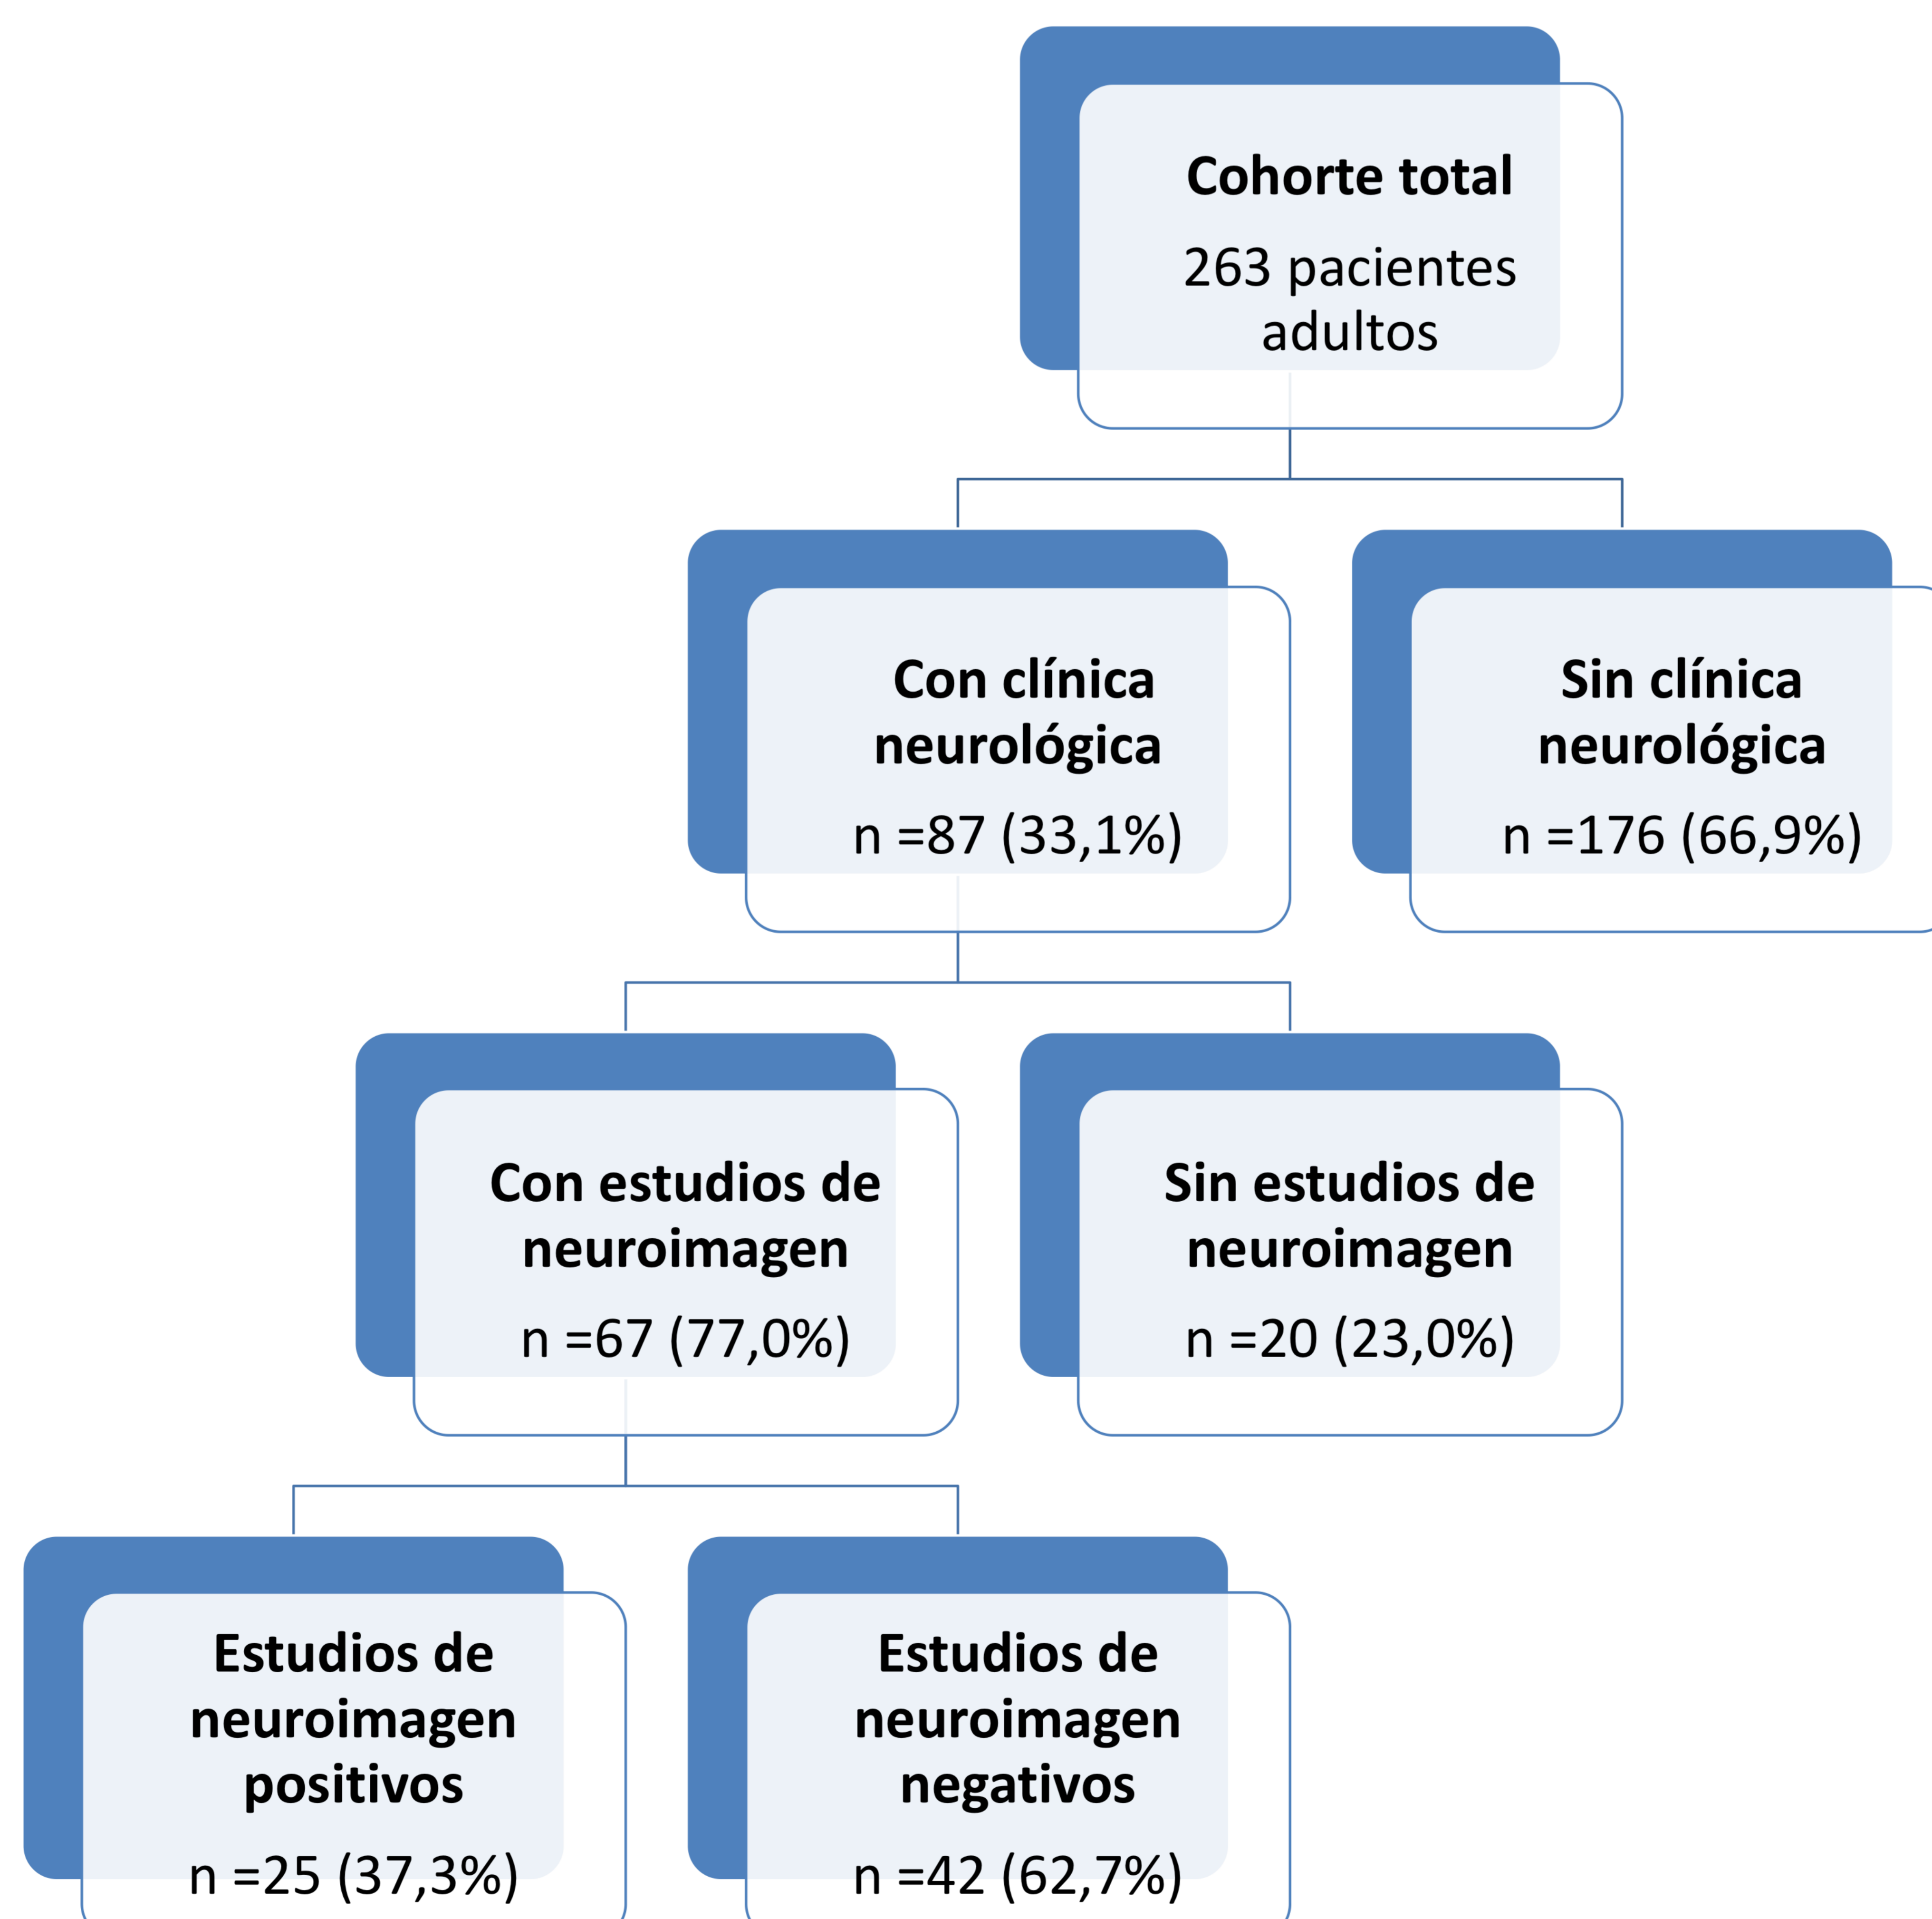 Cohorte total
263 pacientes
adultos
Con clínica
neurológica
n =87 (33,1%)
Sin clínica
neurológica
n =176 (66,9%)
Con estudios de
neuroimagen
n =67 (77,0%)
Sin estudios de
neuroimagen
n =20 (23,0%)
Estudios de
neuroimagen
positivos
n =25 (37,3%)
Estudios de
neuroimagen
negativos
n =42 (62,7%)